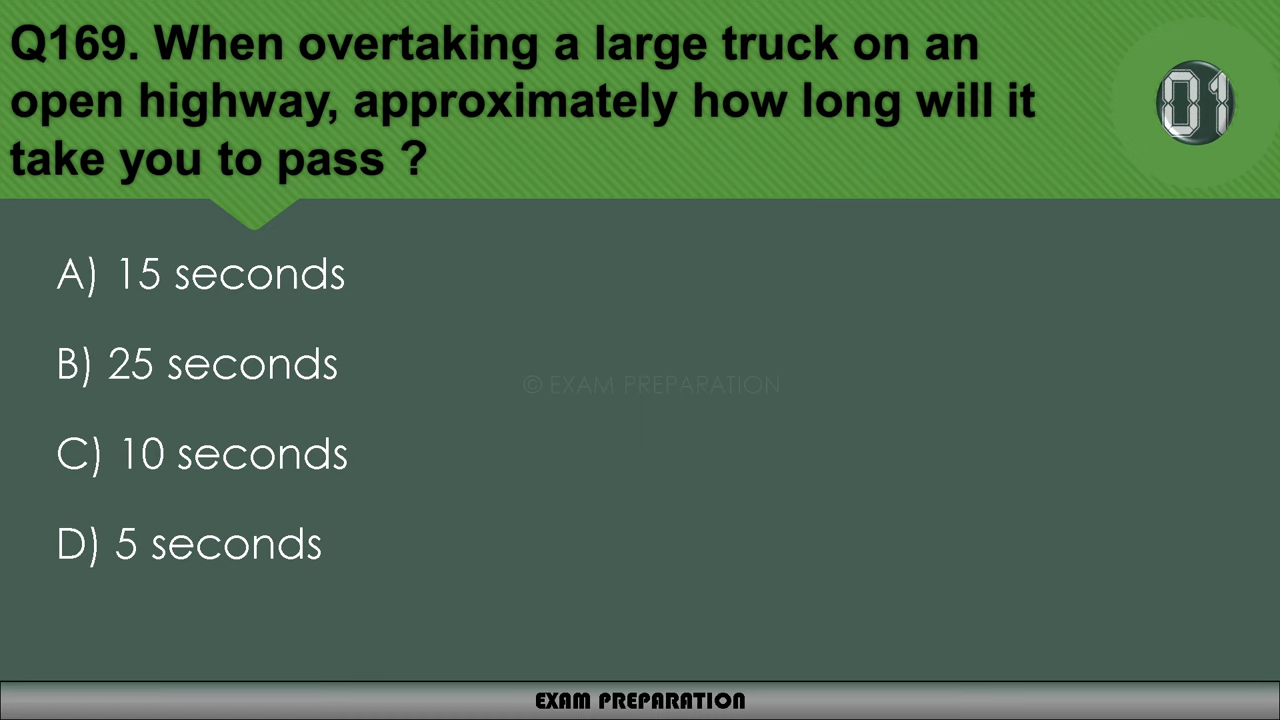 Q169. When overtaking a large truck on an
open highway, approximately how long will it
take you to pass ?
01
A) 15 seconds
B) 25 seconds
© EXAM PREPARATION
C) 10 seconds
D) 5 seconds
EXAM PREPARATION